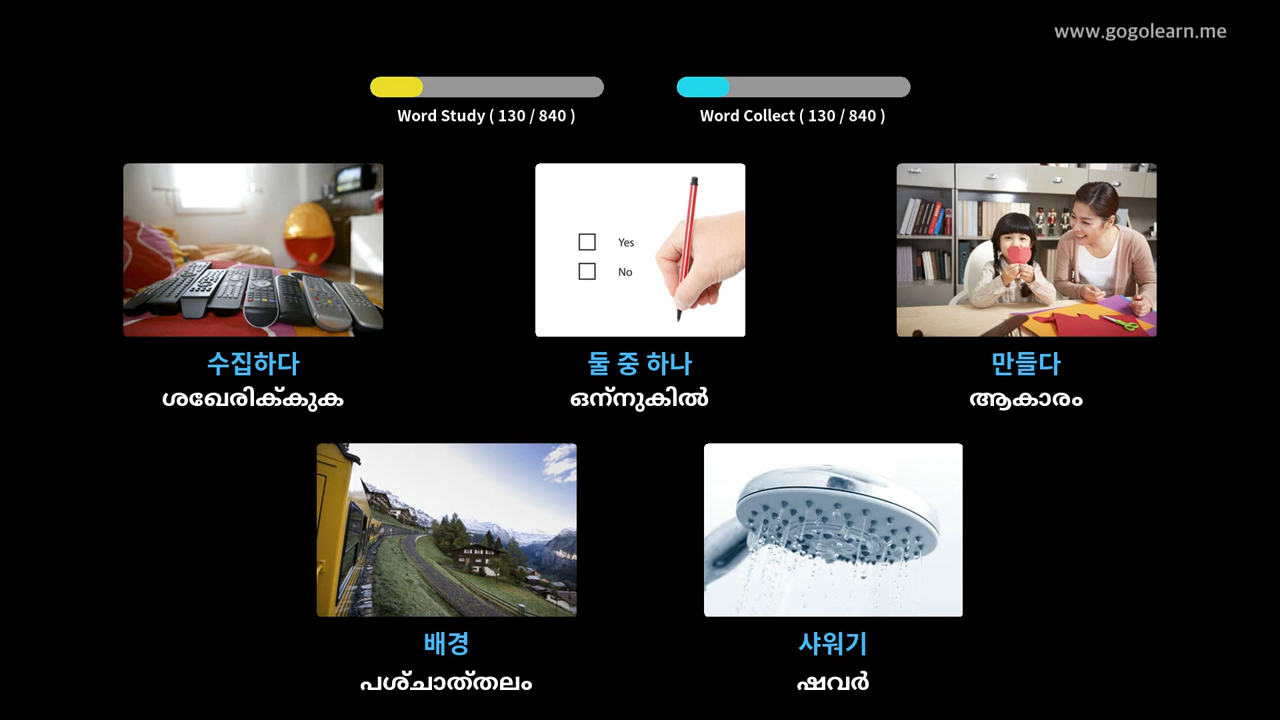 www.gogolearn.me
Word Study ( 130 / 840 )
Word Collect ( 130 / 840 )
Yes
No
수집하다
둘 중 하나
만들다
ശഖേരിക്കുക
ഒന്നുകിൽ
ആകാരം
배경
샤워기
പശ്ചാത്തലം
ഷവർ